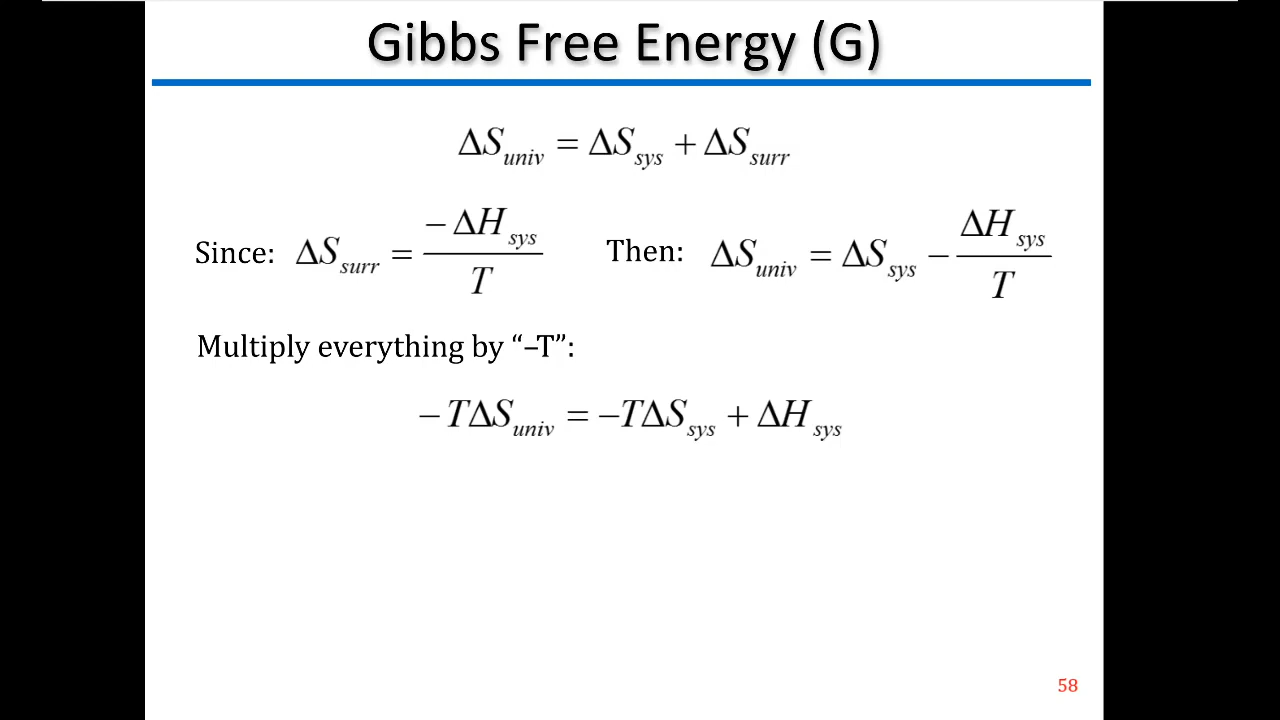 Gibbs Free Energy (G)
ΔS_univ = ΔS_sys + ΔS_surr
Since: ΔS_surr = −ΔH_sys / T Then: ΔS_univ = ΔS_sys − ΔH_sys / T
Multiply everything by “–T”:
−TΔS_univ = −TΔS_sys + ΔH_sys
58